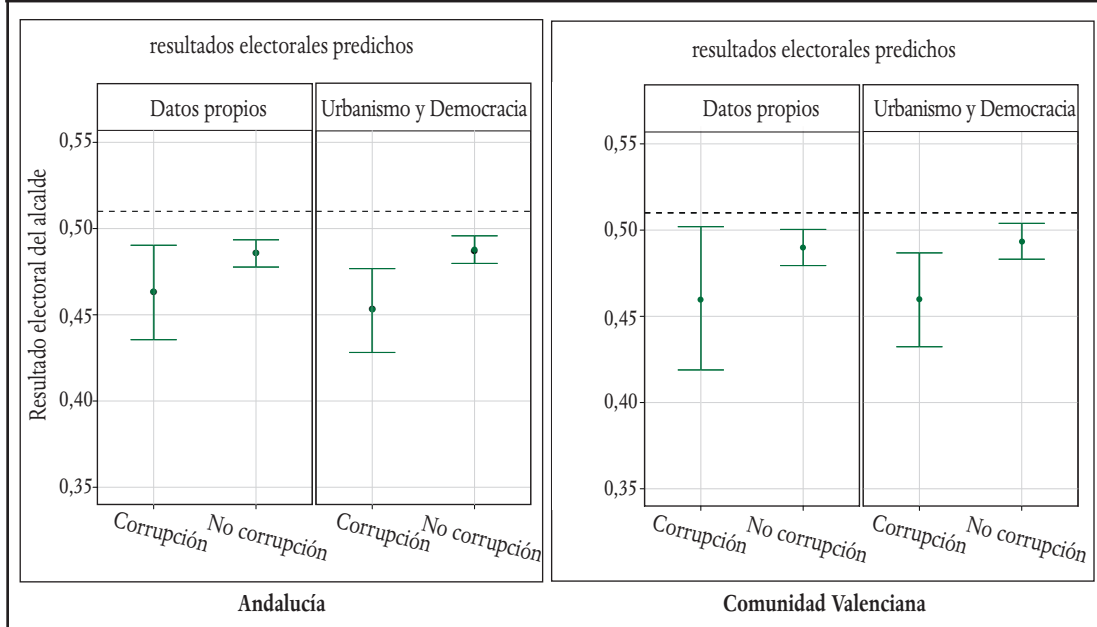 resultados electorales predichos
Datos propios
Urbanismo y Democracia
Resultado electoral del alcalde
0,55
0,50
0,45
0,40
0,35
Corrupción
No corrupción
Corrupción
No corrupción
Andalucía
resultados electorales predichos
Datos propios
Urbanismo y Democracia
0,55
0,50
0,45
0,40
0,35
Corrupción
No corrupción
Corrupción
No corrupción
Comunidad Valenciana